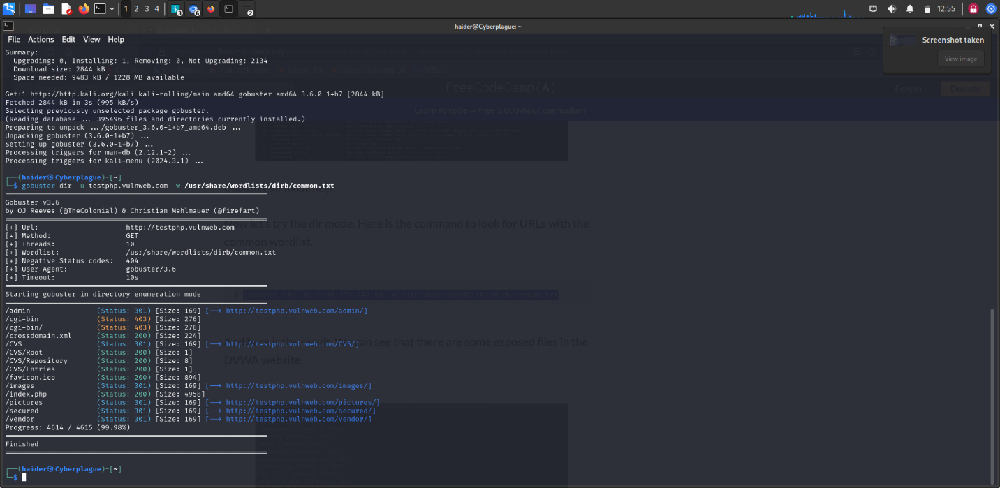 1 2 3 4
3
6
2
12:55
haider@Cyberplague: ~
File Actions Edit View Help
Screenshot taken
View image
Summary:
Upgrading: 0, Installing: 1, Removing: 0, Not Upgrading: 2134
Download size: 2844 kB
Space needed: 9483 kB / 1228 MB available
freeCodeCamp(🔥)
Forum
Donate
Get:1 http://http.kali.org/kali kali-rolling/main amd64 gobuster amd64 3.6.0-1+b7 [2844 kB]
Fetched 2844 kB in 3s (995 kB/s)
Selecting previously unselected package gobuster.
Learn to code — free 3,000-hour curriculum
(Reading database ... 395496 files and directories currently installed.)
Preparing to unpack .../gobuster_3.6.0-1+b7_amd64.deb ...
Unpacking gobuster (3.6.0-1+b7) ...
Setting up gobuster (3.6.0-1+b7) ...
Processing triggers for man-db (2.12.1-2) ...
Processing triggers for kali-menu (2024.3.1) ...
┌──(haider㉿Cyberplague)-[~]
└─$ gobuster dir -u testphp.vulnweb.com -w /usr/share/wordlists/dirb/common.txt
Gobuster v3.6
by OJ Reeves (@TheColonial) & Christian Mehlmauer (@firefart)
Now let's try the dir mode. Here is the command to look for URLs with the
common wordlist.
[+] Url: http://testphp.vulnweb.com
[+] Method: GET
[+] Threads: 10
[+] Wordlist: /usr/share/wordlists/dirb/common.txt
[+] Negative Status codes: 404
[+] User Agent: gobuster/3.6
[+] Timeout: 10s
Starting gobuster in directory enumeration mode
/admin (Status: 301) [Size: 169] [--> http://testphp.vulnweb.com/admin/]
/cgi-bin (Status: 403) [Size: 276]
/cgi-bin/ (Status: 403) [Size: 276]
/crossdomain.xml (Status: 200) [Size: 224]
/CVS (Status: 301) [Size: 169] [--> http://testphp.vulnweb.com/CVS/]
can see that there are some exposed files in the
DVWA website.
/CVS/Root (Status: 200) [Size: 1]
/CVS/Repository (Status: 200) [Size: 8]
/CVS/Entries (Status: 200) [Size: 1]
/favicon.ico (Status: 200) [Size: 894]
/images (Status: 301) [Size: 169] [--> http://testphp.vulnweb.com/images/]
/index.php (Status: 200) [Size: 4958]
/pictures (Status: 301) [Size: 169] [--> http://testphp.vulnweb.com/pictures/]
/secured (Status: 301) [Size: 169] [--> http://testphp.vulnweb.com/secured/]
/vendor (Status: 301) [Size: 169] [--> http://testphp.vulnweb.com/vendor/]
Progress: 4614 / 4615 (99.98%)
Finished
┌──(haider㉿Cyberplague)-[~]
└─$